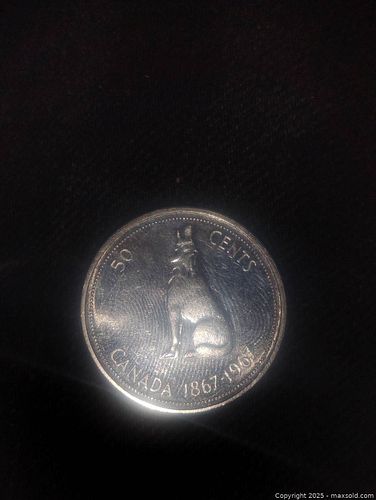 50 CENTS
CANADA 1867-1967
Copyright 2025 - maxsold.com